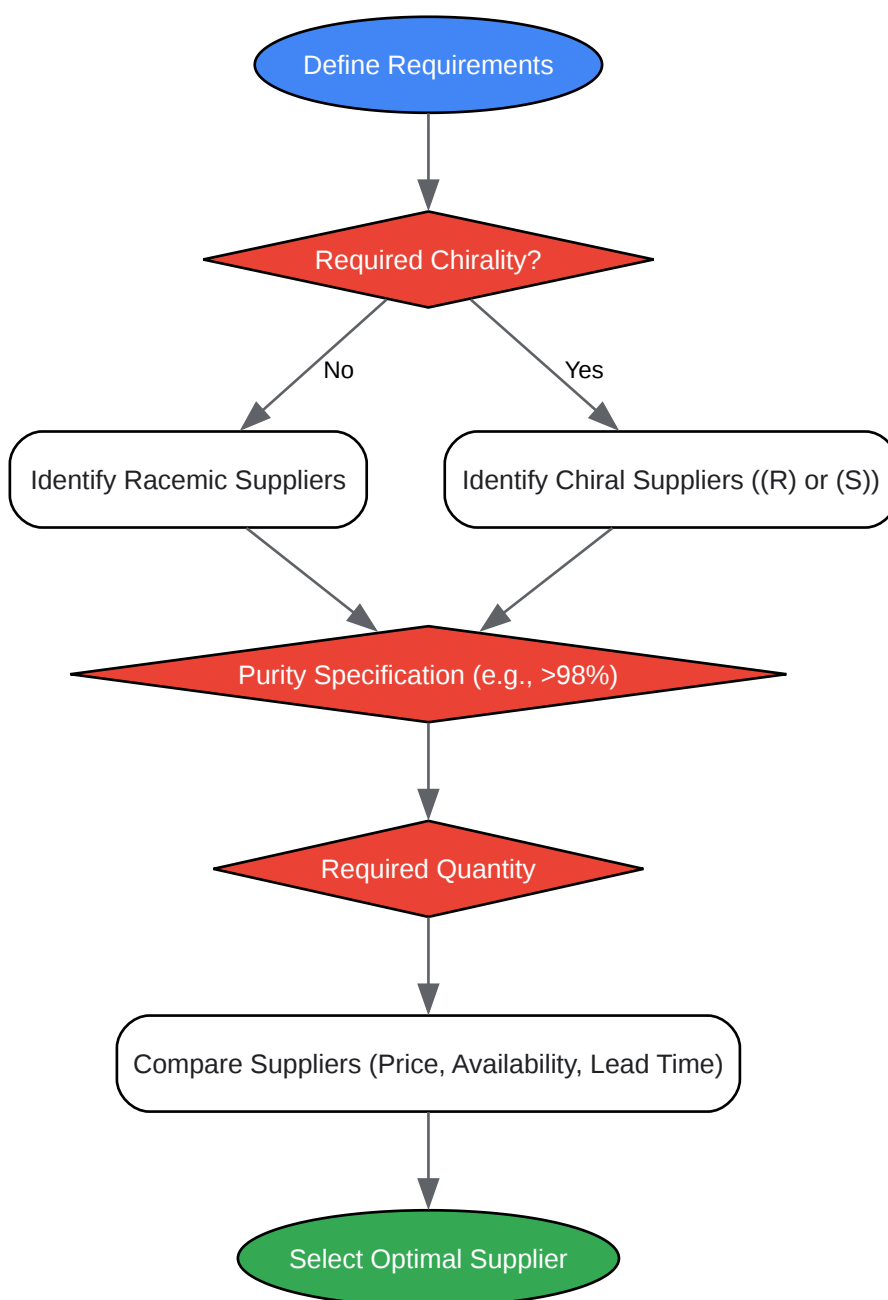 Define Requirements
Required Chirality?
No
Yes
Identify Racemic Suppliers
Identify Chiral Suppliers ((R) or (S))
Purity Specification (e.g., >98%)
Required Quantity
Compare Suppliers (Price, Availability, Lead Time)
Select Optimal Supplier